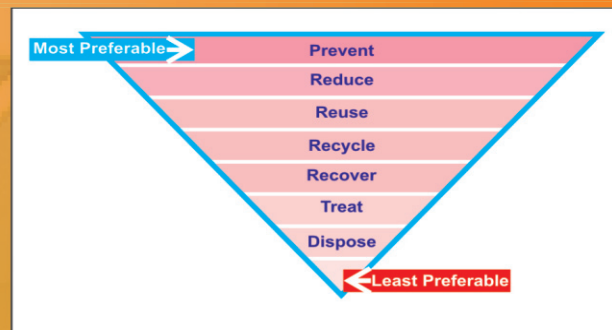 Most Preferable
Prevent
Reduce
Reuse
Recycle
Recover
Treat
Dispose
Least Preferable